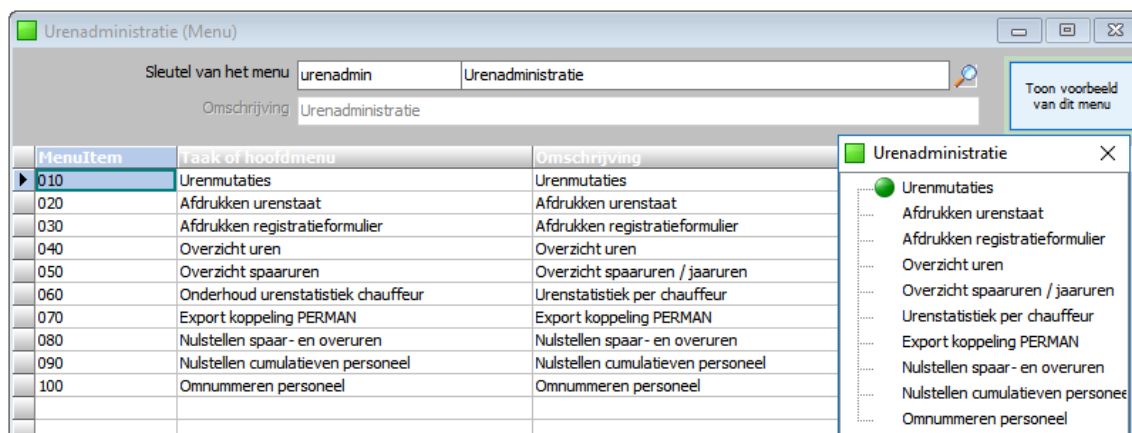 Urenadministratie (Menu)
Sleutel van het menu urenadmin Urenadministratie
Omschrijving Urenadministratie
Toon voorbeeld
van dit menu
MenuItem Taak of hoofdmenu Omschrijving
010 Urenmutaties Urenmutaties
020 Afdrukken urenstaat Afdrukken urenstaat
030 Afdrukken registratieformulier Afdrukken registratieformulier
040 Overzicht uren Overzicht uren
050 Overzicht spaaruren Overzicht spaaruren / jaaruren
060 Onderhoud urenstatistiek chauffeur Urenstatistiek per chauffeur
070 Export koppeling PERMAN Export koppeling PERMAN
080 Nulstellen spaar- en overuren Nulstellen spaar- en overuren
090 Nulstellen cumulatieven personeel Nulstellen cumulatieven personeel
100 Omnummeren personeel Omnummeren personeel
Urenadministratie
Urenmutaties
Afdrukken urenstaat
Afdrukken registratieformulier
Overzicht uren
Overzicht spaaruren / jaaruren
Urenstatistiek per chauffeur
Export koppeling PERMAN
Nulstellen spaar- en overuren
Nulstellen cumulatieven persone
Omnummeren personeel